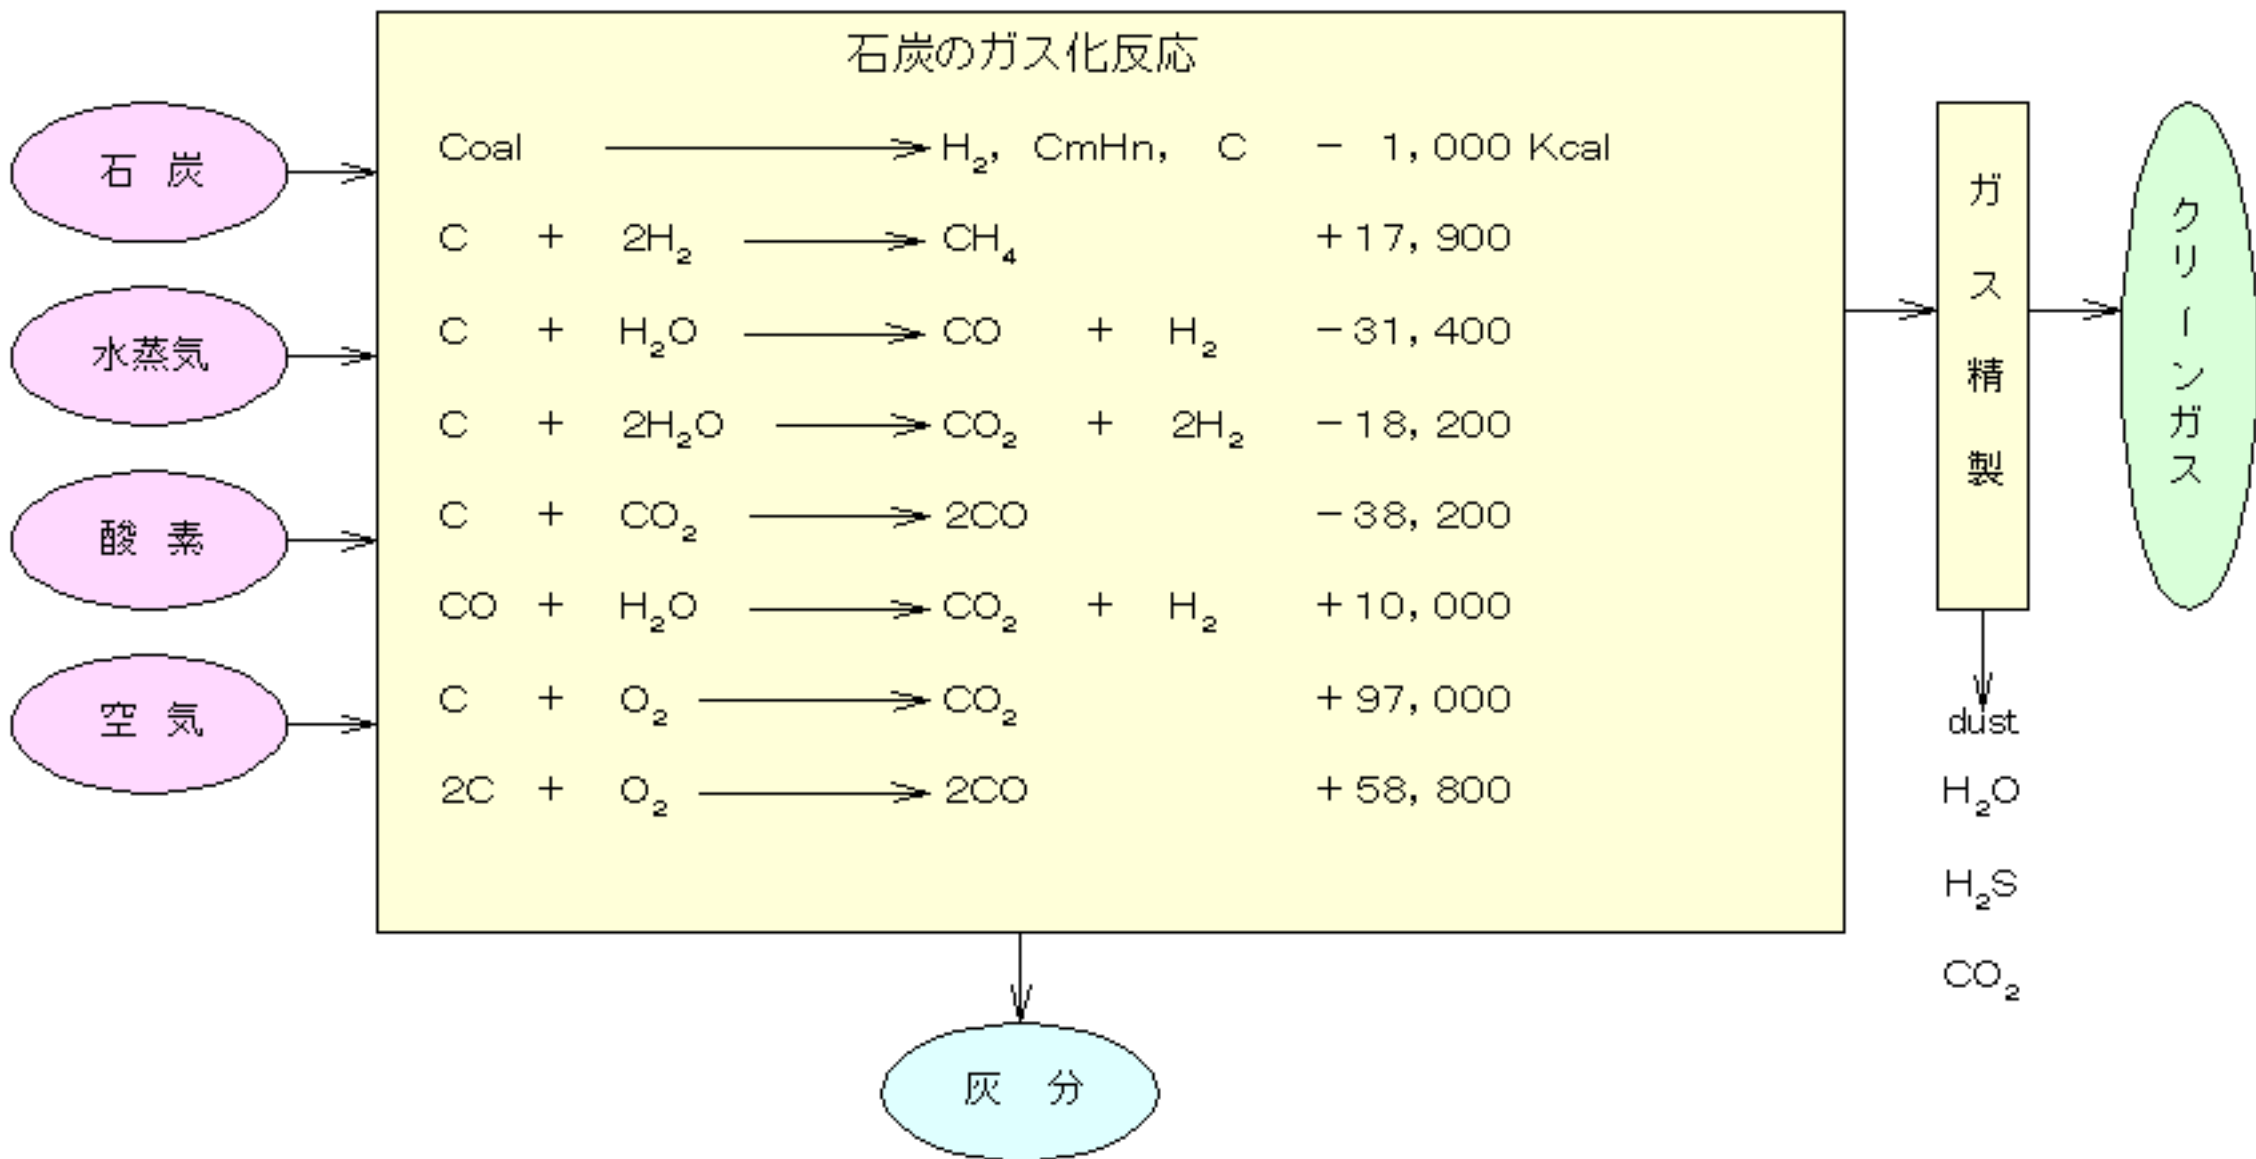 石炭のガス化反応
石 炭
水蒸気
酸 素
空 気
Coal → H₂, CmHn, C − 1,000 Kcal
C + 2H₂ → CH₄ +17,900
C + H₂O → CO + H₂ −31,400
C + 2H₂O → CO₂ + 2H₂ −18,200
C + CO₂ → 2CO −38,200
CO + H₂O → CO₂ + H₂ +10,000
C + O₂ → CO₂ +97,000
2C + O₂ → 2CO +58,800
灰 分
ガス精製
dust
H₂O
H₂S
CO₂
クリーンガス